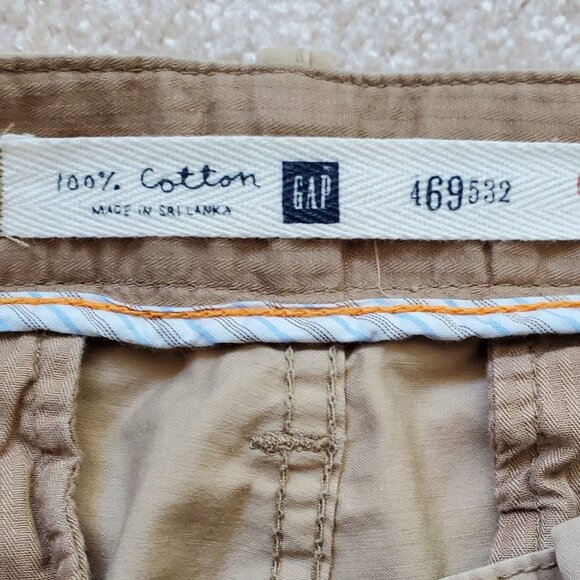 100% Cotton
MADE IN SRI LANKA
GAP
469532